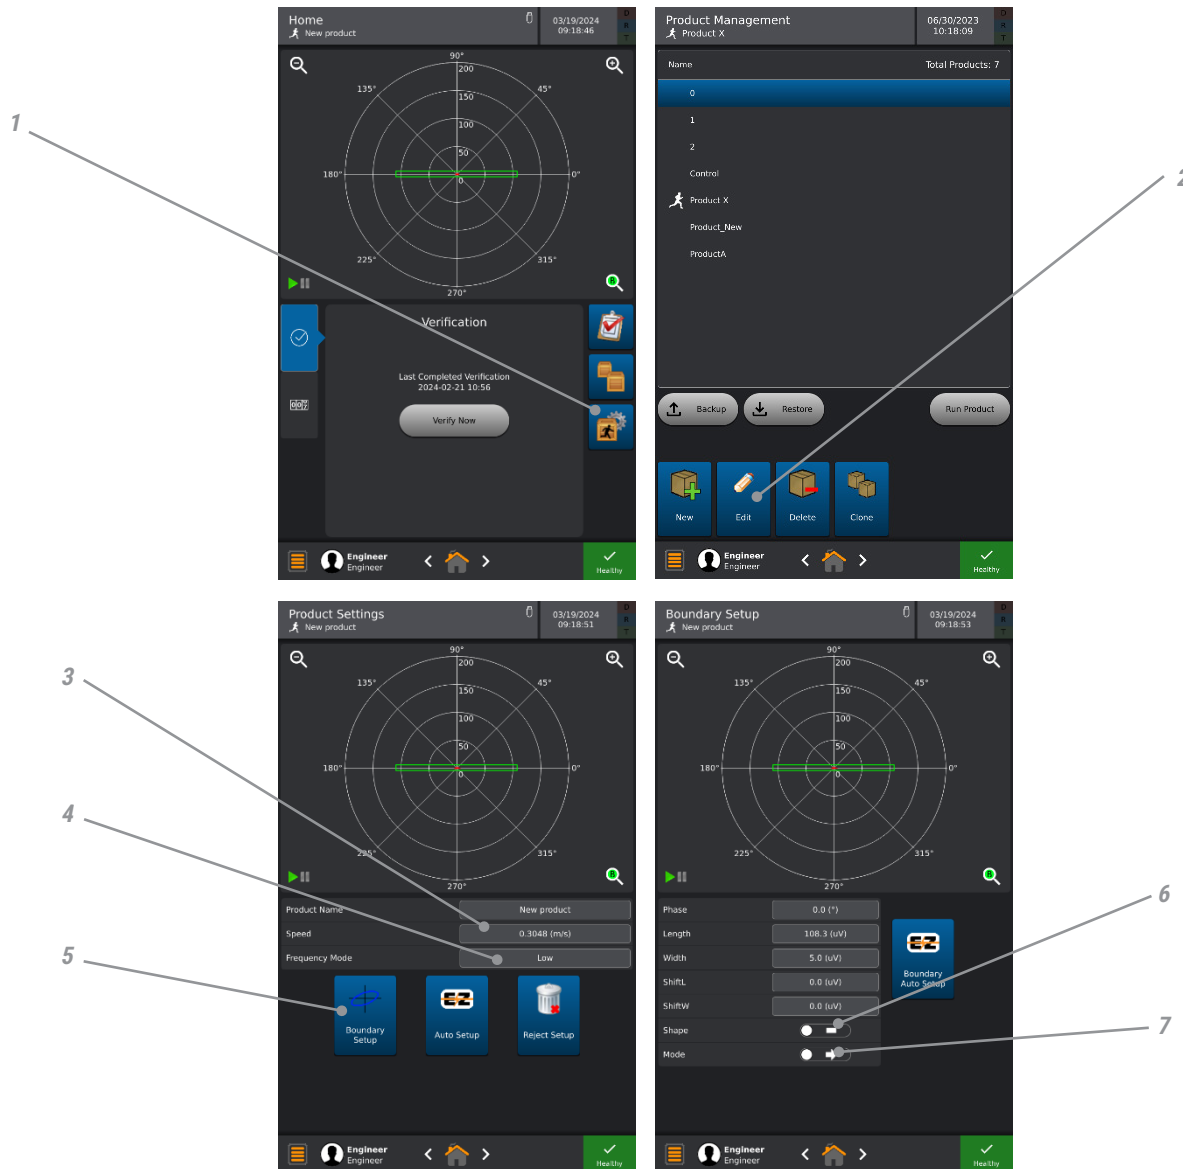 Home
New product
03/19/2024
09:18:46
D
R
T
90°
200
135°
45°
150
100
50
180°
0°
0
225°
315°
270°
B
Verification
Last Completed Verification
2024-02-21 10:56
Verify Now
007
Engineer
Engineer
Healthy
1
Product Management
Product X
06/30/2023
10:18:09
D
R
T
Name
Total Products: 7
0
1
2
Control
Product X
Product_New
ProductA
Backup
Restore
Run Product
New
Edit
Delete
Clone
Engineer
Engineer
Healthy
2
Product Settings
New product
03/19/2024
09:18:51
D
R
T
90°
200
135°
45°
150
100
50
180°
0°
0
225°
315°
270°
B
Product Name
New product
Speed
0.3048 (m/s)
Frequency Mode
Low
Boundary
Setup
EZ
Auto Setup
Reject Setup
Engineer
Engineer
Healthy
3
4
5
Boundary Setup
New product
03/19/2024
09:18:53
D
R
T
90°
200
135°
45°
150
100
50
180°
0°
0
225°
315°
270°
B
Phase
0.0 (°)
Length
108.3 (uV)
Width
5.0 (uV)
ShiftL
0.0 (uV)
ShiftW
0.0 (uV)
Shape
Mode
EZ
Boundary
Auto Setup
Engineer
Engineer
Healthy
6
7